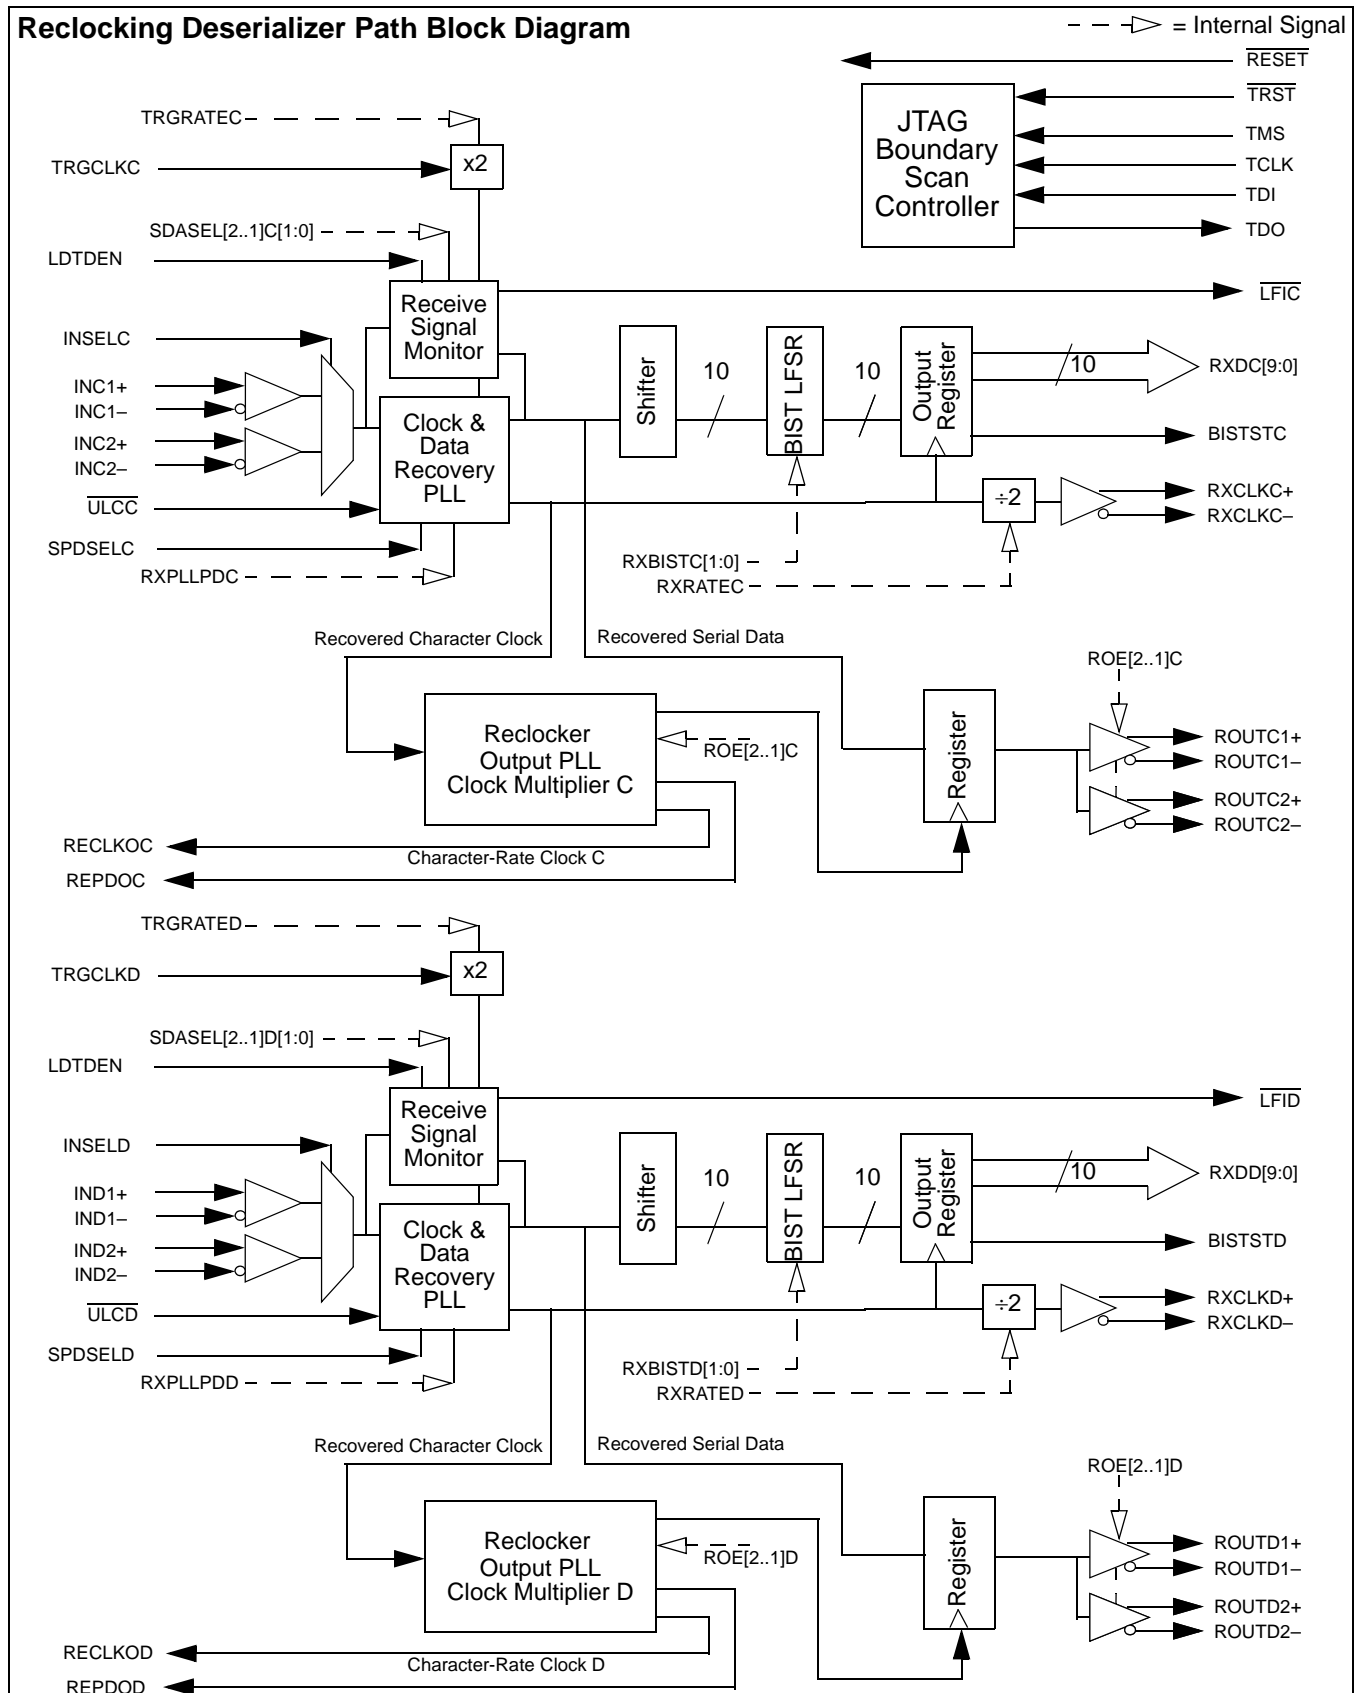 Reclocking Deserializer Path Block Diagram
= Internal Signal
RESET
TRST
TMS
TCLK
TDI
TDO
JTAG
Boundary
Scan
Controller
TRGRATEC
TRGCLKC
x2
SDASEL[2..1]C[1:0]
LDTDEN
LFIC
Receive
Signal
Monitor
INSELC
INC1+
INC1–
INC2+
INC2–
Clock &
Data
Recovery
PLL
ULCC
SPDSELC
RXPLLPDC
Shifter
10
BIST LFSR
10
Output
Register
10
RXDC[9:0]
BISTSTC
÷2
RXCLKC+
RXCLKC–
RXBISTC[1:0]
RXRATEC
Recovered Character Clock
Recovered Serial Data
ROE[2..1]C
Reclocker
Output PLL
Clock Multiplier C
ROE[2..1]C
Register
ROUTC1+
ROUTC1–
ROUTC2+
ROUTC2–
RECLKOC
Character-Rate Clock C
REPDOC
TRGRATED
TRGCLKD
x2
SDASEL[2..1]D[1:0]
LDTDEN
LFID
Receive
Signal
Monitor
INSELD
IND1+
IND1–
IND2+
IND2–
Clock &
Data
Recovery
PLL
ULCD
SPDSELD
RXPLLPDD
Shifter
10
BIST LFSR
10
Output
Register
10
RXDD[9:0]
BISTSTD
÷2
RXCLKD+
RXCLKD–
RXBISTD[1:0]
RXRATED
Recovered Character Clock
Recovered Serial Data
ROE[2..1]D
Reclocker
Output PLL
Clock Multiplier D
ROE[2..1]D
Register
ROUTD1+
ROUTD1–
ROUTD2+
ROUTD2–
RECLKOD
Character-Rate Clock D
REPDOD